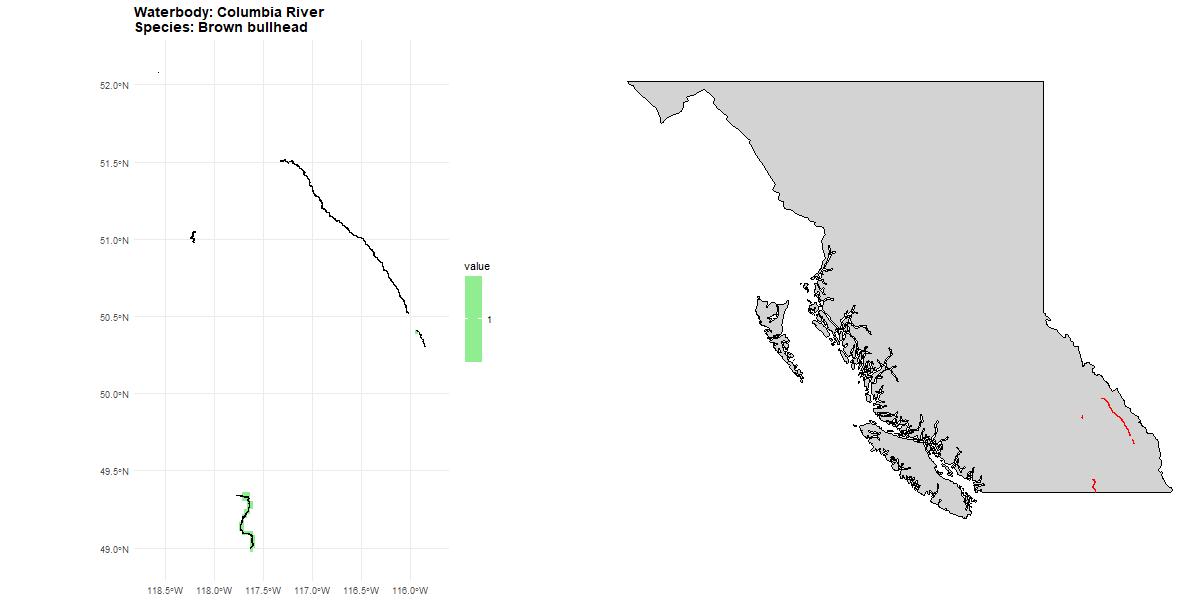 Waterbody: Columbia River
Species: Brown bullhead
52.0°N
51.5°N
51.0°N
50.5°N
50.0°N
49.5°N
49.0°N
118.5°W 118.0°W 117.5°W 117.0°W 116.5°W 116.0°W
value
1